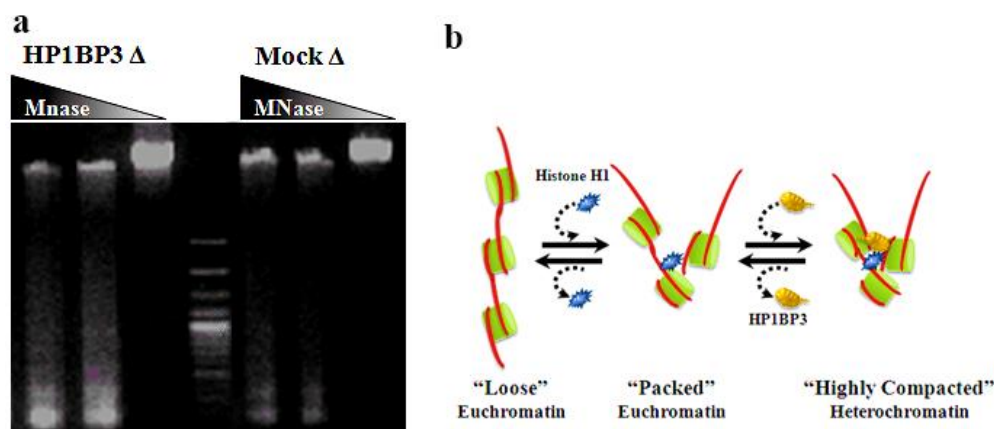 a
HP1BP3 Δ
Mock Δ
Mnase
MNase
b
Histone H1
HP1BP3
“Loose”
Euchromatin
“Packed”
Euchromatin
“Highly Compacted”
Heterochromatin